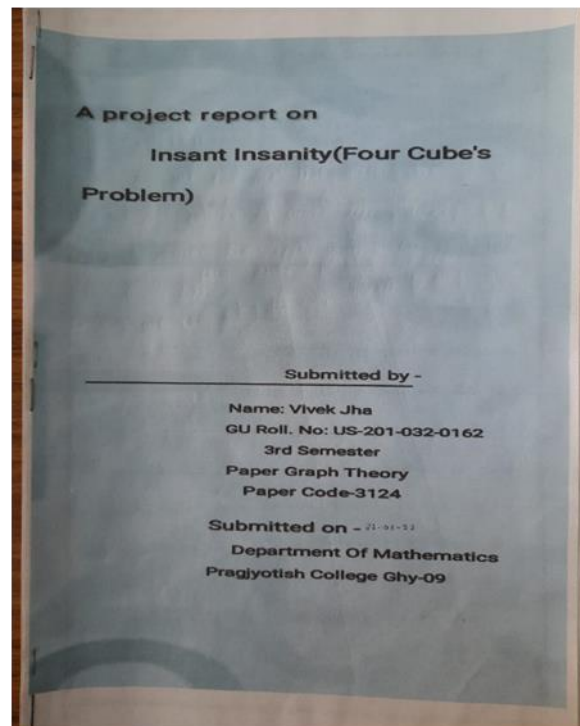 A project report on
Insant Insanity(Four Cube's
Problem)
Submitted by -
Name: Vivek Jha
GU Roll. No: US-201-032-0162
3rd Semester
Paper Graph Theory
Paper Code-3124
Submitted on -
Department Of Mathematics
Pragjyotish College Ghy-09